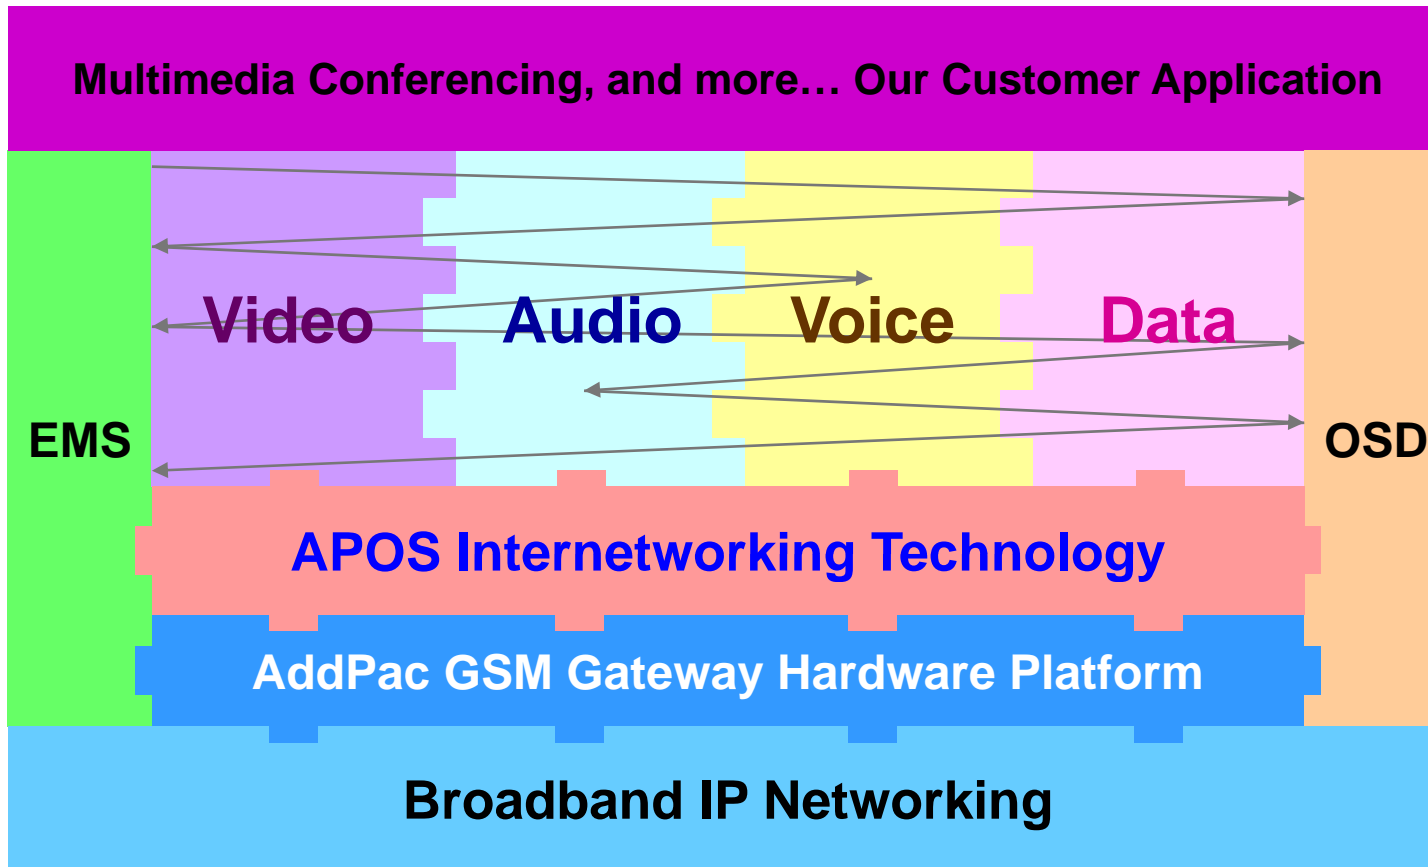 Multimedia Conferencing, and more… Our Customer Application
Video Audio Voice Data
EMS OSD
APOS Internetworking Technology
AddPac GSM Gateway Hardware Platform
Broadband IP Networking